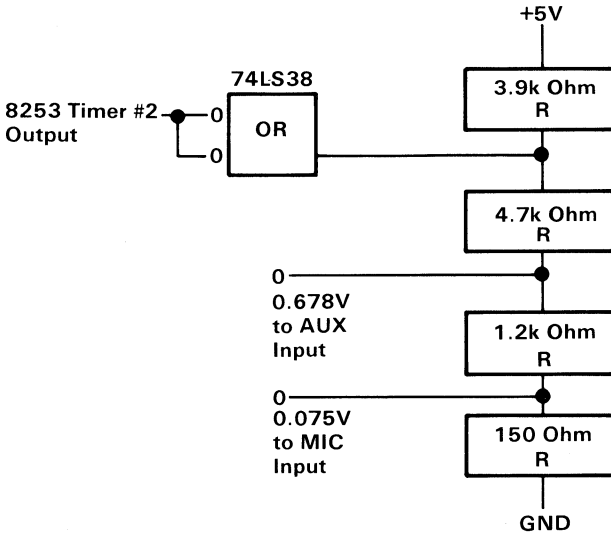 +5V
74LS38
3.9k Ohm
R
8253 Timer #2
Output
0
OR
0
4.7k Ohm
R
0
0.678V
to AUX
Input
1.2k Ohm
R
0
0.075V
to MIC
Input
150 Ohm
R
GND